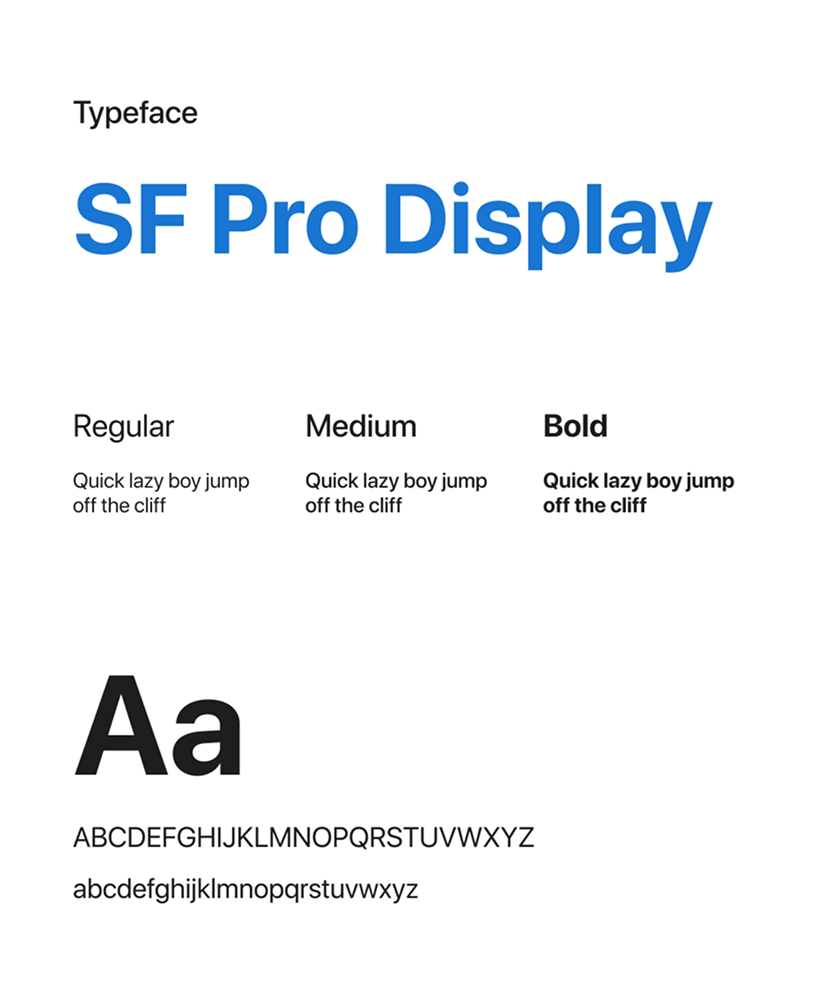 Typeface
SF Pro Display
Regular
Quick lazy boy jump
off the cliff
Medium
Quick lazy boy jump
off the cliff
Bold
Quick lazy boy jump
off the cliff
Aa
ABCDEFGHIJKLMNOPQRSTUVWXYZ
abcdefghijklmnopqrstuvwxyz